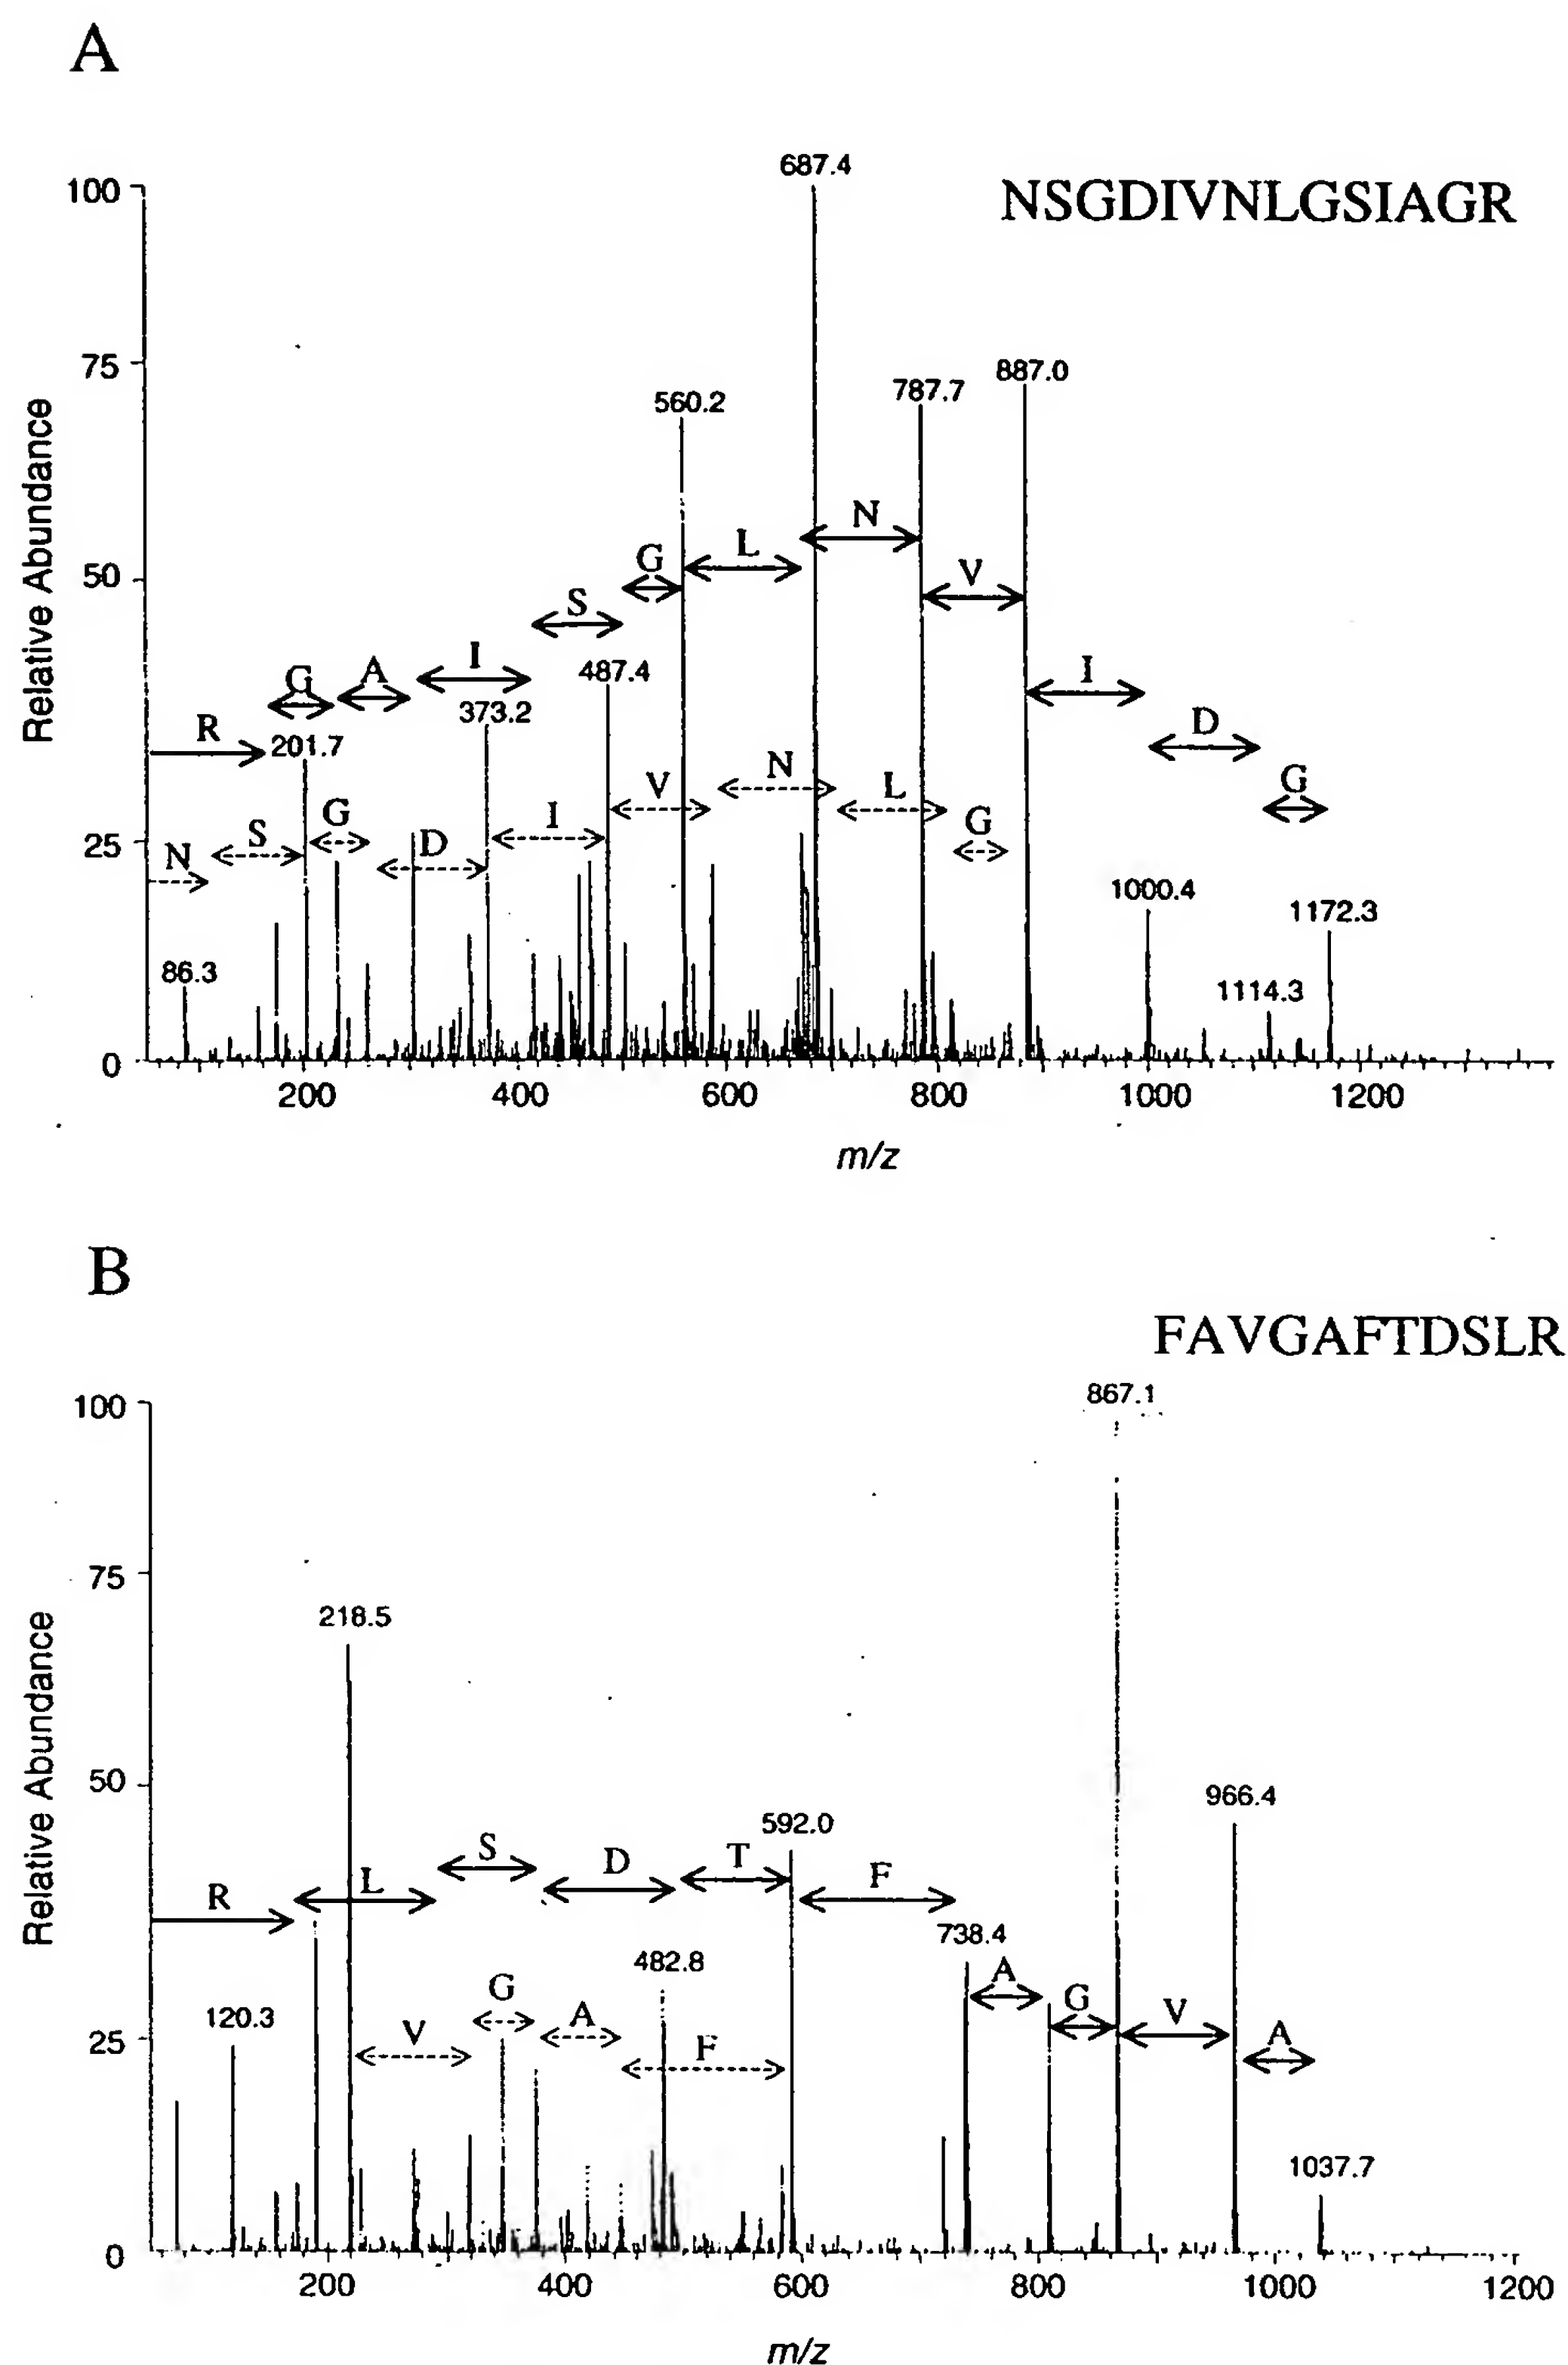 A
687.4
100
NSGDIVNLGSIAGR
75
887.0
787.7
560.2
N
L
G
50
V
S
I
A
G
487.4
I
373.2
R
201.7
D
G
N
V
L
G
I
G
S
D
25
N
1000.4
1172.3
86.3
1114.3
0
200
400
600
800
1000
1200
Relative Abundance
m/z
B
FAVGAFTDSLR
867.1
100
75
218.5
50
966.4
592.0
S
T
D
F
L
R
738.4
482.8
A
G
G
V
120.3
A
V
A
F
25
1037.7
0
200
400
600
800
1000
1200
Relative Abundance
m/z